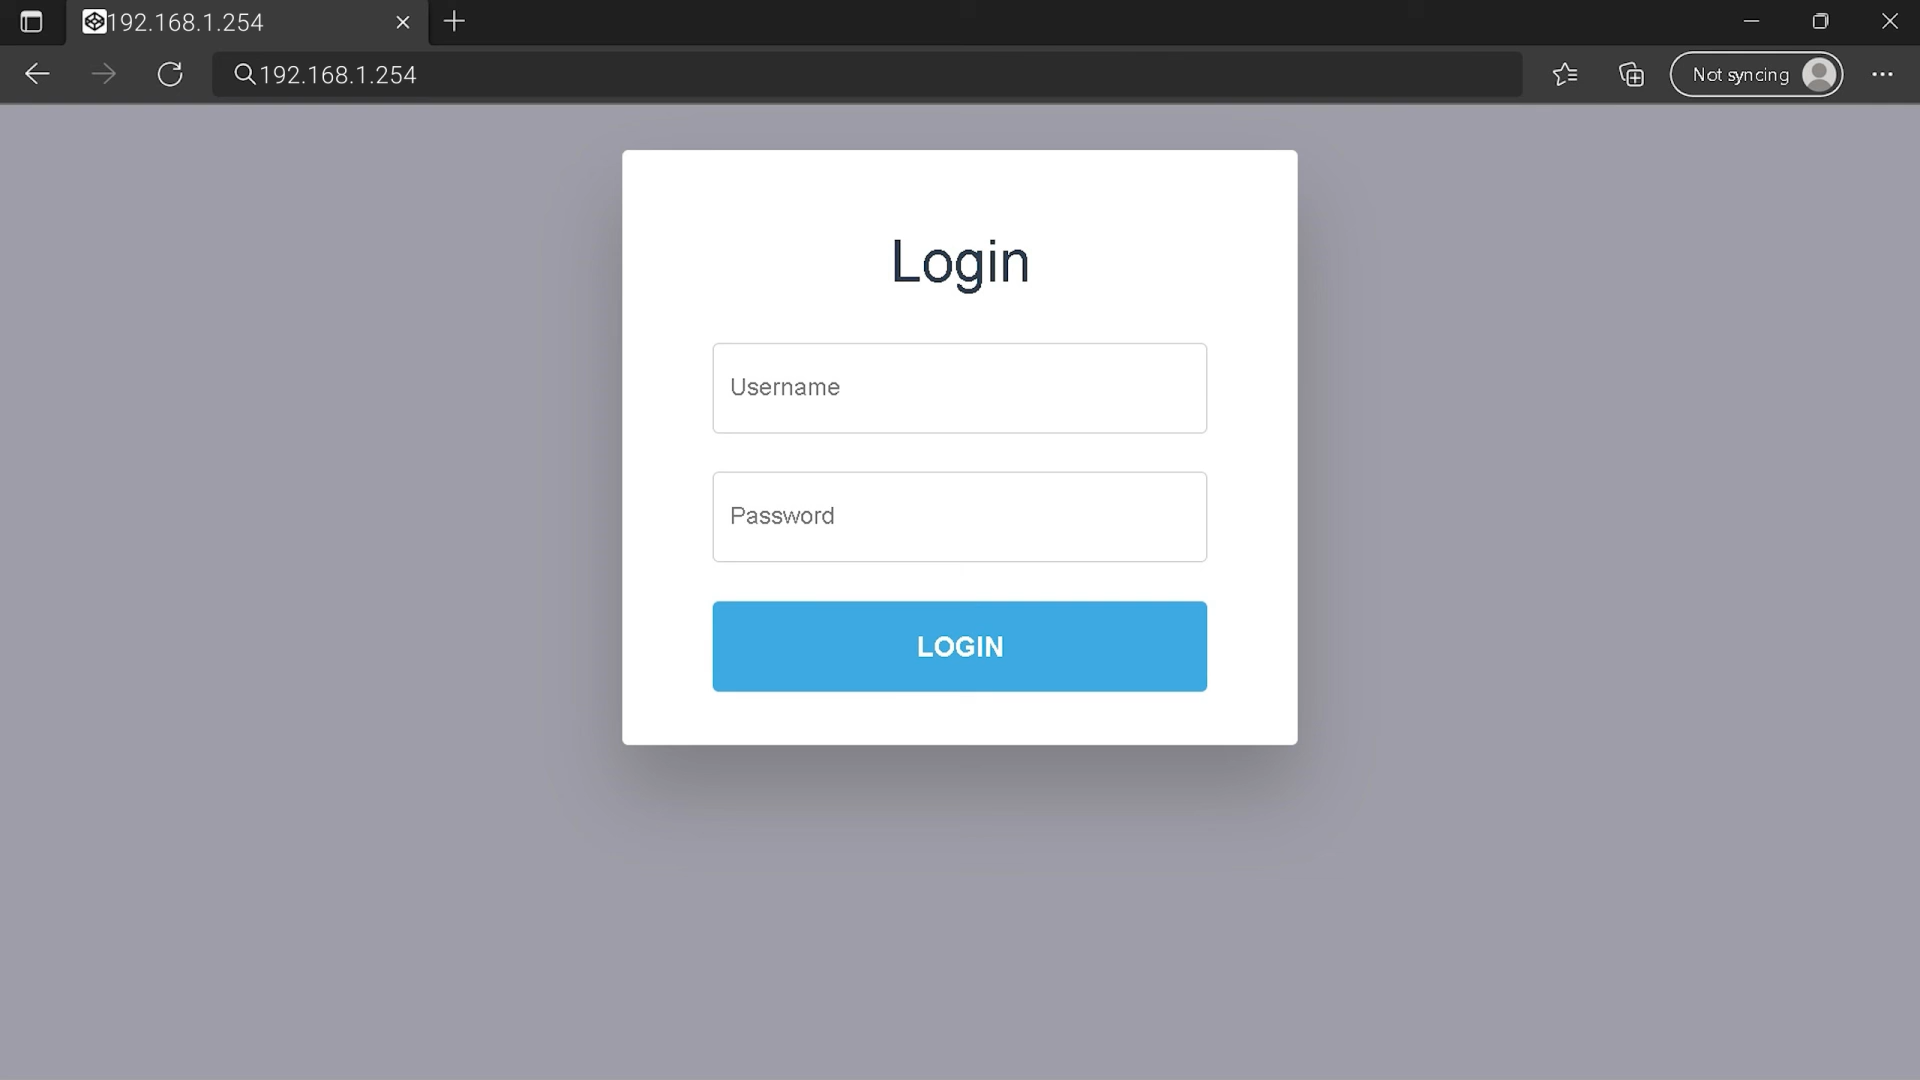 192.168.1.254
192.168.1.254
Not syncing
Login
Username
Password
LOGIN